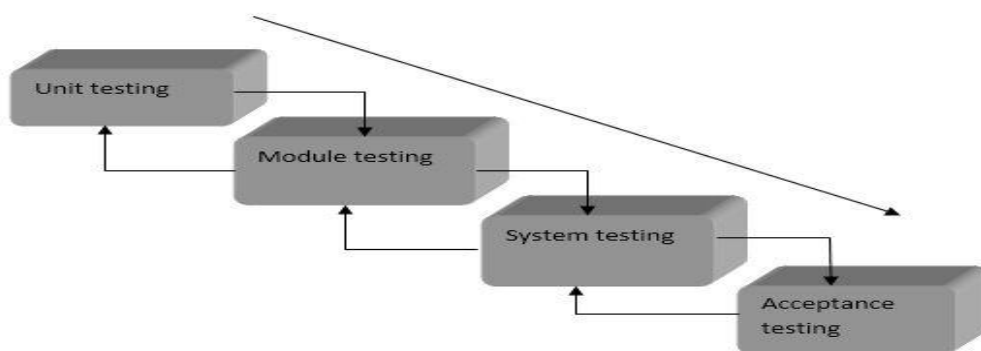 Unit testing
Module testing
System testing
Acceptance
testing